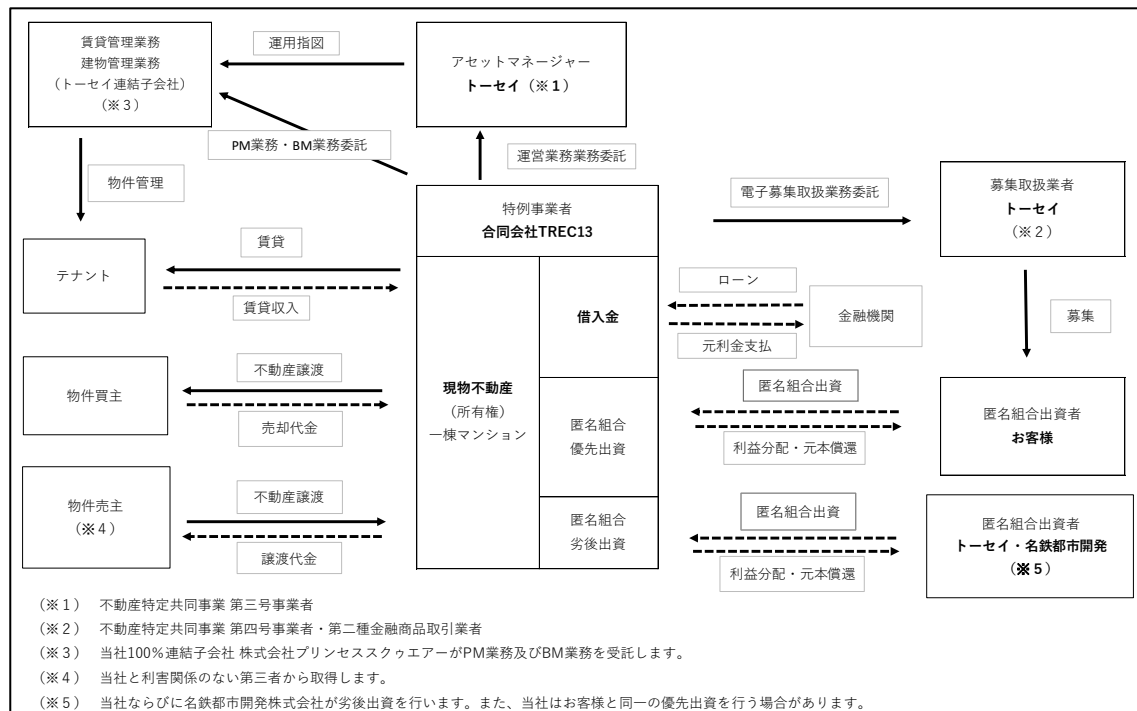 賃貸管理業務
建物管理業務
(トーセイ連結子会社)
(※3)
運用指図
アセットマネージャー
トーセイ(※1)
PM業務・BM業務委託
運営業務業務委託
物件管理
特例事業者
合同会社TREC13
電子募集取扱業務委託
募集取扱業者
トーセイ
(※2)
テナント
賃貸
賃貸収入
借入金
ローン
元利金支払
金融機関
募集
現物不動産
(所有権)
一棟マンション
物件買主
不動産譲渡
売却代金
匿名組合
優先出資
匿名組合出資
利益分配・元本償還
匿名組合出資者
お客様
物件売主
(※4)
不動産譲渡
譲渡代金
匿名組合
劣後出資
匿名組合出資
利益分配・元本償還
匿名組合出資者
トーセイ・名鉄都市開発
(※5)
(※1) 不動産特定共同事業 第三号事業者
(※2) 不動産特定共同事業 第四号事業者・第二種金融商品取引業者
(※3) 当社100%連結子会社 株式会社プリンセススクゥエアーがPM業務及びBM業務を受託します。
(※4) 当社と利害関係のない第三者から取得します。
(※5) 当社ならびに名鉄都市開発株式会社が劣後出資を行います。また、当社はお客様と同一の優先出資を行う場合があります。